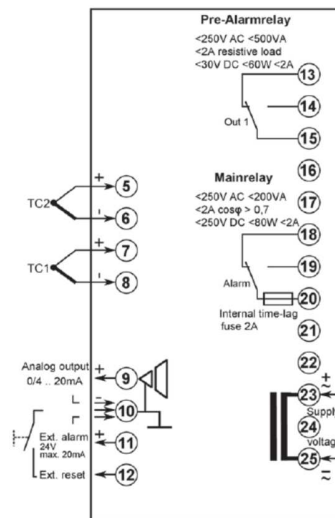 Pre-Alarmrelay
<250V AC <500VA
<2A resistive load
<30V DC <60W <2A
13
14
Out 1
15
16
Mainrelay
<250V AC <200VA
<2A cosφ > 0,7
<250V DC <80W <2A
17
18
19
Alarm
20
Internal time-lag
fuse 2A
21
22
+
~
23
Supply
24
voltage
25
=
~
+
5
TC2
-
6
+
7
TC1
-
8
Analog output
+
9
0/4 .. 20mA
-
10
Ext. alarm
+
11
24V
max. 20mA
Ext. reset
12